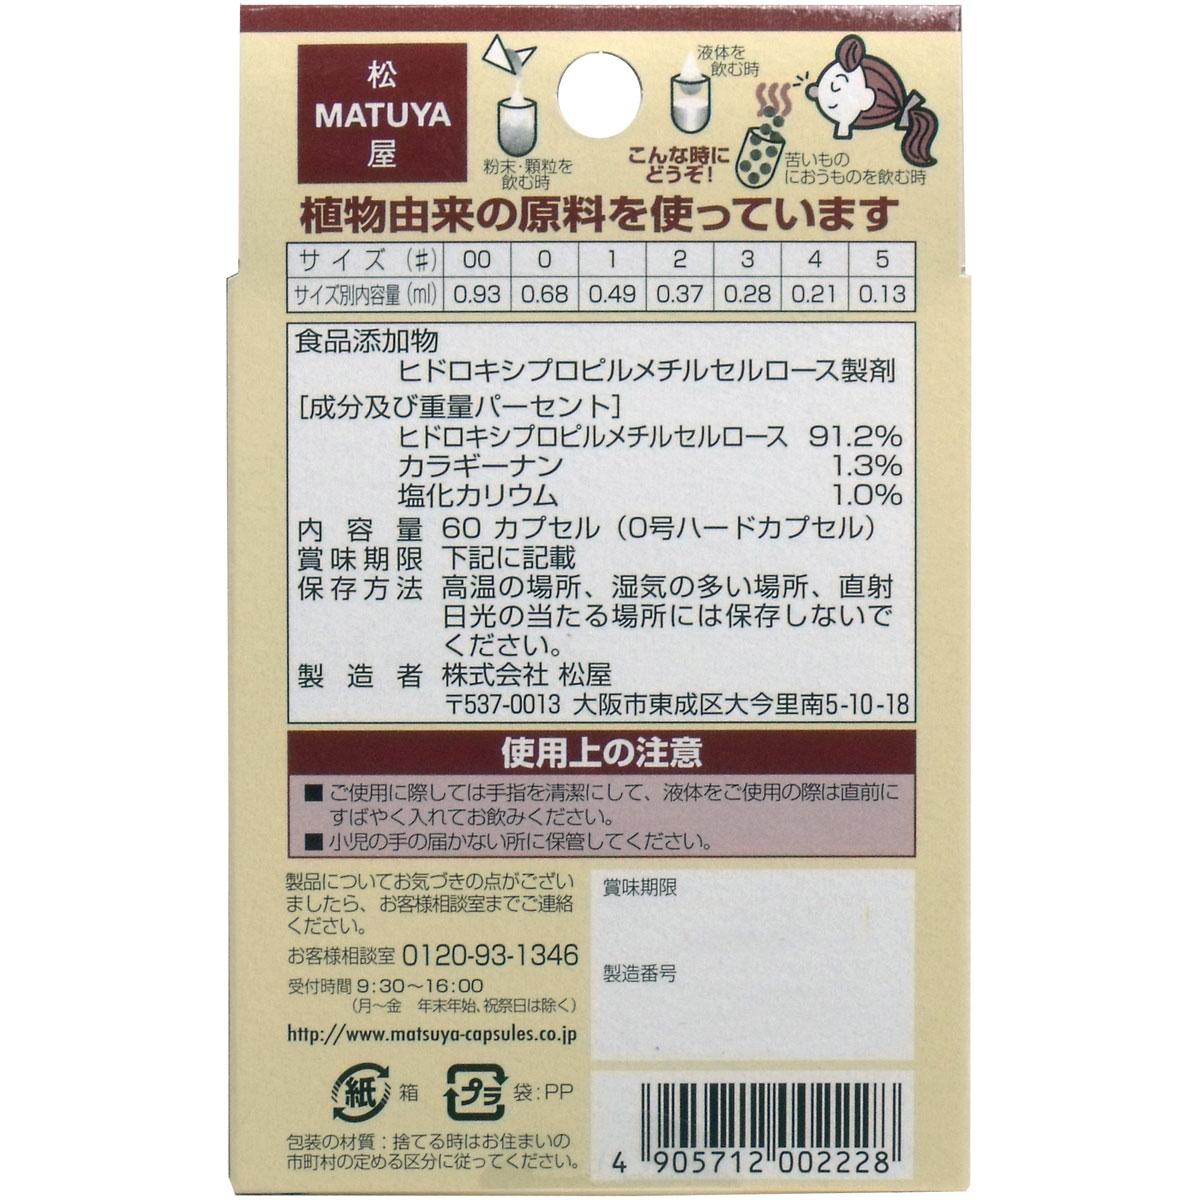 松
MATUYA
屋
粉末・顆粒を
飲む時
液体を
飲む時
こんな時に
どうぞ!
苦いもの
におうものを飲む時
植物由来の原料を使っています
サイズ（♯） 00 0 1 2 3 4 5
サイズ別内容量（ml） 0.93 0.68 0.49 0.37 0.28 0.21 0.13
食品添加物
ヒドロキシプロピルメチルセルロース製剤
［成分及び重量パーセント］
ヒドロキシプロピルメチルセルロース 91.2%
カラギーナン 1.3%
塩化カリウム 1.0%
内容量 60 カプセル（0号ハードカプセル）
賞味期限 下記に記載
保存方法 高温の場所、湿気の多い場所、直射
日光の当たる場所には保存しないで
ください。
製造者 株式会社 松屋
〒537-0013 大阪市東成区大今里南5-10-18
使用上の注意
■ご使用に際しては手指を清潔にして、液体をご使用の際は直前に
すばやく入れてお飲みください。
■小児の手の届かない所に保管してください。
製品についてお気づきの点がござい
ましたら、お客様相談室までご連絡
ください。
お客様相談室 0120-93-1346
受付時間 9:30～16:00
（月～金 年末年始、祝祭日は除く）
http://www.matsuya-capsules.co.jp
賞味期限
製造番号
紙 箱 プラ 袋:PP
包装の材質：捨てる時はお住まいの
市町村の定める区分に従ってください。
4 905712 002228